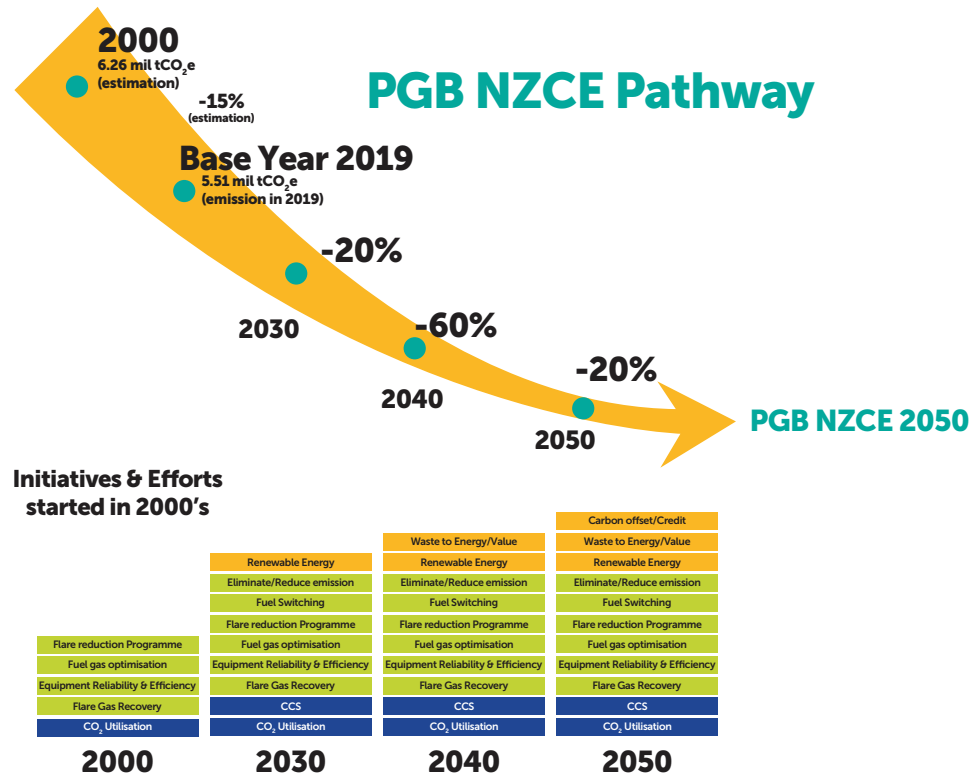 2000
6.26 mil tCO₂e
(estimation)
PGB NZCE Pathway
-15%
(estimation)
Base Year 2019
5.51 mil tCO₂e
(emission in 2019)
-20%
2030
-60%
2040
-20%
2050
PGB NZCE 2050
Initiatives & Efforts
started in 2000's
Flare reduction Programme
Fuel gas optimisation
Equipment Reliability & Efficiency
Flare Gas Recovery
CO₂ Utilisation
2000
Renewable Energy
Eliminate/Reduce emission
Fuel Switching
Flare reduction Programme
Fuel gas optimisation
Equipment Reliability & Efficiency
Flare Gas Recovery
CCS
CO₂ Utilisation
2030
Waste to Energy/Value
Renewable Energy
Eliminate/Reduce emission
Fuel Switching
Flare reduction Programme
Fuel gas optimisation
Equipment Reliability & Efficiency
Flare Gas Recovery
CCS
CO₂ Utilisation
2040
Carbon offset/Credit
Waste to Energy/Value
Renewable Energy
Eliminate/Reduce emission
Fuel Switching
Flare reduction Programme
Fuel gas optimisation
Equipment Reliability & Efficiency
Flare Gas Recovery
CCS
CO₂ Utilisation
2050